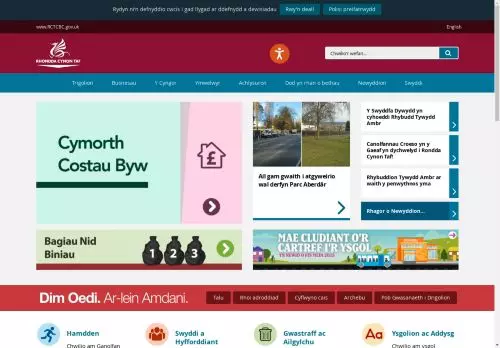 Rydyn ni'n defnyddio cwcis i gad llygad ar ddefnydd a dewisiadau
Rwy'n deall
Polisi preifatrwydd
www.RCTCBC.gov.uk
English
RHONDDA CYNON TAF
Chwilio'r wefan...
Trigolion
Busnesau
Y Cyngor
Ymwelwyr
Achlysuron
Dod yn rhan o bethau
Newyddion
Swyddi
Cymorth
Costau Byw
£
All gam gwaith i atgyweirio
wal derfyn Parc Aberdâr
Y Swyddfa Dywydd yn
cyhoeddi Rhybudd Tywydd
Ambr
Canolfannau Croeso yn y
Gaeaf yn dychwelyd i Rondda
Cynon Taf!
Rhybuddion Tywydd Ambr ar
waith y penwythnos yma
Rhagor o Newyddion...
Bagiau Nid
Biniau
1 2 3
MAE CLUDIANT O'R
CARTREF I'R YSGOL
Dim Oedi. Ar-lein Amdani.
Talu
Rhoi adroddiad
Cyflwyno cais
Archebu
Pob Gwasanaeth i Drigolion
Hamdden
Chwilio am Ganolfan
Swyddi a
Hyfforddiant
Gwastraff ac
Ailgylchu
Aa
Ysgolion ac Addysg
Chwilio am ysgol